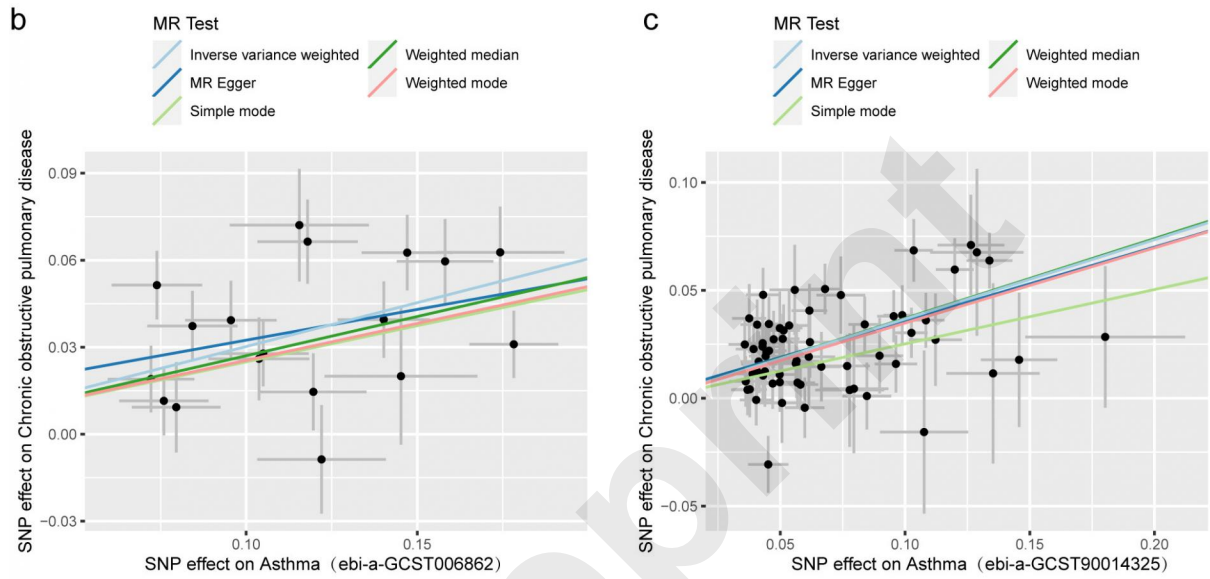 b
MR Test
Inverse variance weighted
Weighted median
MR Egger
Weighted mode
Simple mode
SNP effect on Chronic obstructive pulmonary disease
0.09
0.06
0.03
0.00
−0.03
0.10
0.15
SNP effect on Asthma（ebi-a-GCST006862）
c
MR Test
Inverse variance weighted
Weighted median
MR Egger
Weighted mode
Simple mode
SNP effect on Chronic obstructive pulmonary disease
0.10
0.05
0.00
−0.05
0.05
0.10
0.15
0.20
SNP effect on Asthma（ebi-a-GCST90014325）